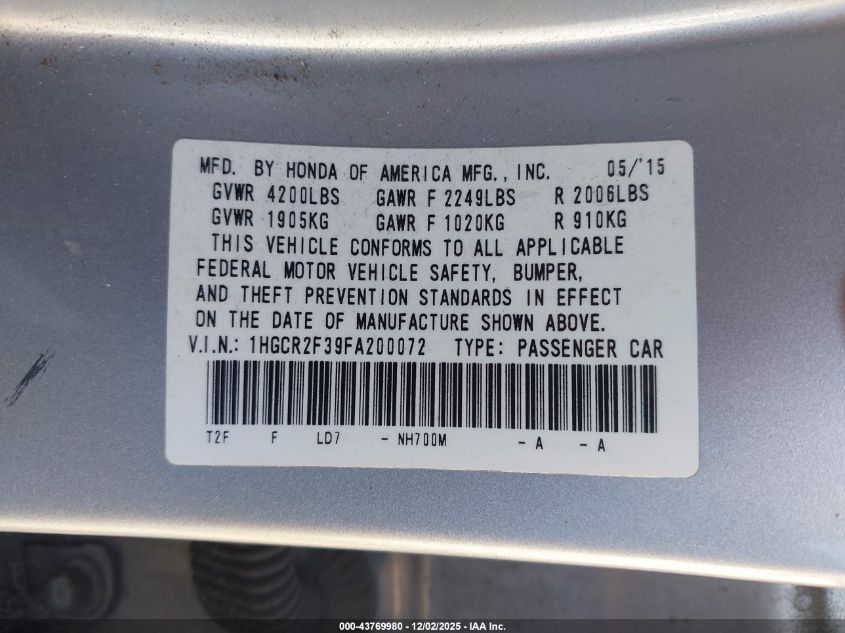 MFD. BY HONDA OF AMERICA MFG., INC. 05/'15
GVWR 4200LBS GAWR F 2249LBS R 2006LBS
GVWR 1905KG GAWR F 1020KG R 910KG
THIS VEHICLE CONFORMS TO ALL APPLICABLE
FEDERAL MOTOR VEHICLE SAFETY, BUMPER,
AND THEFT PREVENTION STANDARDS IN EFFECT
ON THE DATE OF MANUFACTURE SHOWN ABOVE.
V.I.N.: 1HGCR2F39FA200072 TYPE: PASSENGER CAR
T2F F LD7 - NH700M - A - A
000-43769980 - 12/02/2025 - IAA Inc.